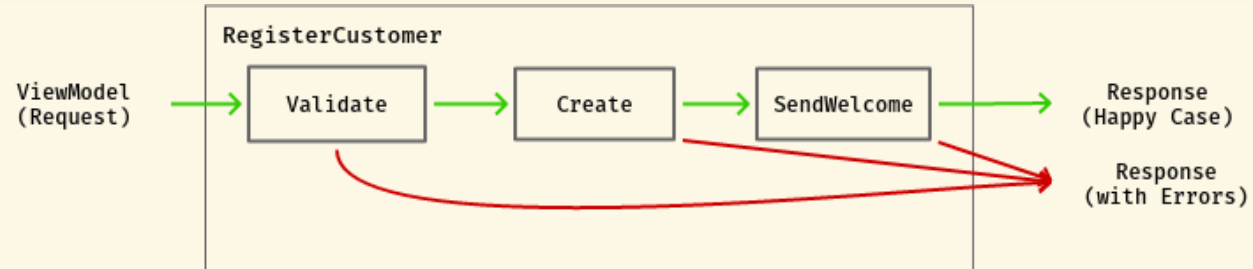 RegisterCustomer
ViewModel
(Request)
Validate
Create
SendWelcome
Response
(Happy Case)
Response
(with Errors)